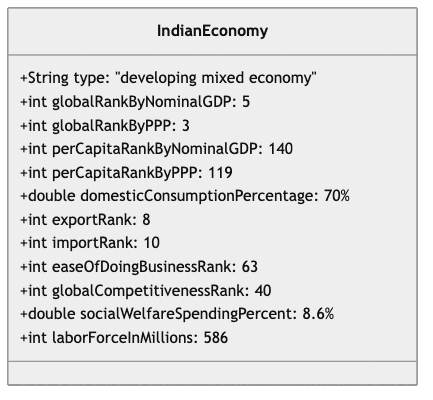 IndianEconomy
+String type: "developing mixed economy"
+int globalRankByNominalGDP: 5
+int globalRankByPPP: 3
+int perCapitaRankByNominalGDP: 140
+int perCapitaRankByPPP: 119
+double domesticConsumptionPercentage: 70%
+int exportRank: 8
+int importRank: 10
+int easeOfDoingBusinessRank: 63
+int globalCompetitivenessRank: 40
+double socialWelfareSpendingPercent: 8.6%
+int laborForceInMillions: 586